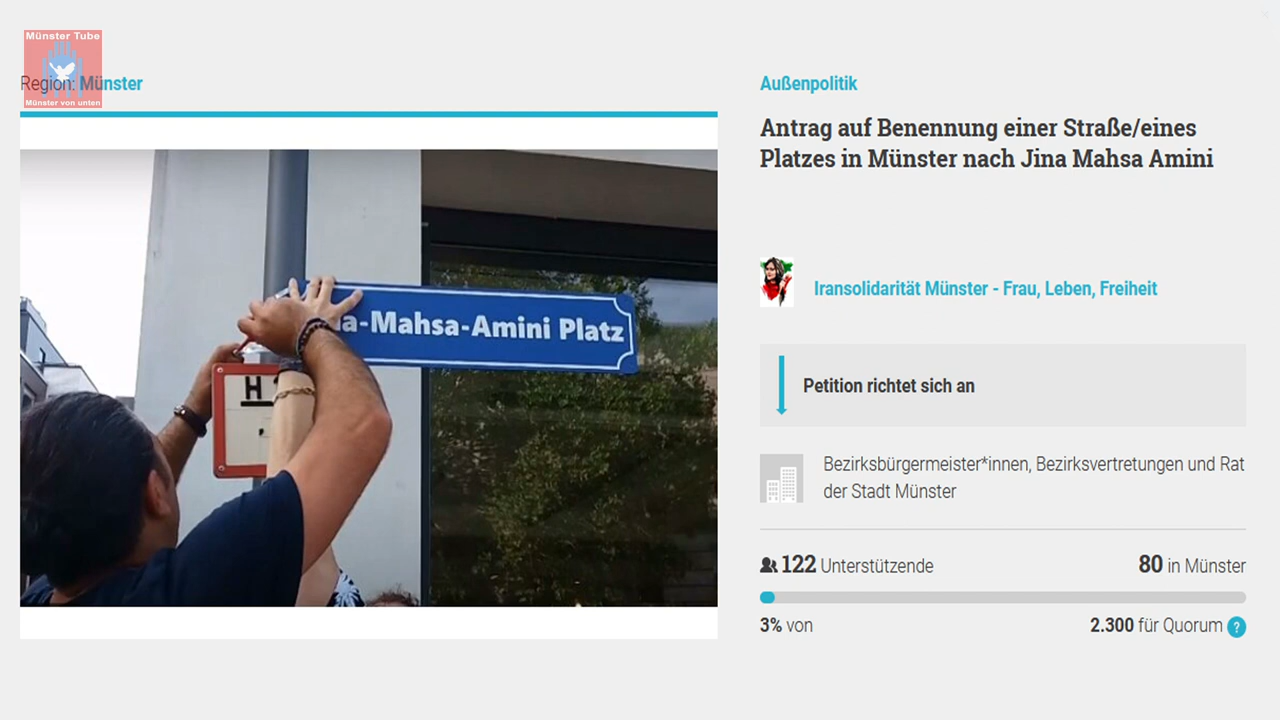 Münster Tube
Region: Münster
Münster von unten
a-Mahsa-Amini Platz
H
Außenpolitik
Antrag auf Benennung einer Straße/eines
Platzes in Münster nach Jina Mahsa Amini
Iransolidarität Münster - Frau, Leben, Freiheit
Petition richtet sich an
Bezirksbürgermeister*innen, Bezirksvertretungen und Rat
der Stadt Münster
122 Unterstützende
80 in Münster
3% von
2.300 für Quorum ?